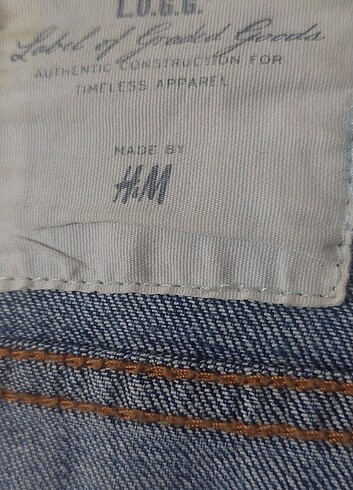 L.O.G.G.
Label of Graded Goods
AUTHENTIC CONSTRUCTION FOR
TIMELESS APPAREL
MADE BY
H&M